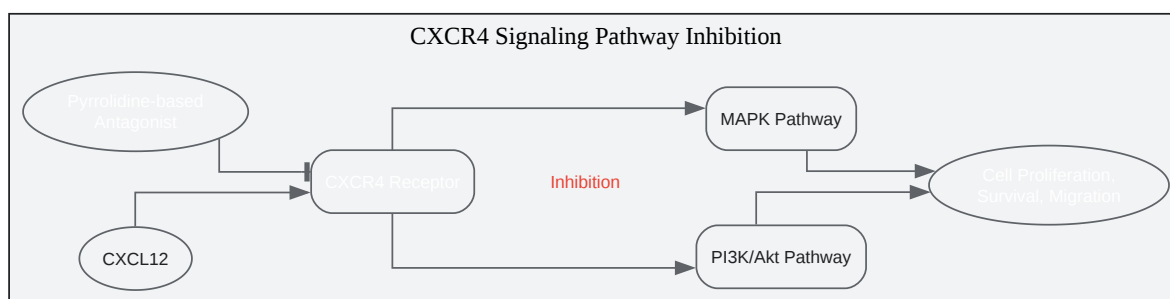 CXCR4 Signaling Pathway Inhibition
Pyrrolidine-based
Antagonist
MAPK Pathway
CXCR4 Receptor
Inhibition
Cell Proliferation,
Survival, Migration
CXCL12
PI3K/Akt Pathway